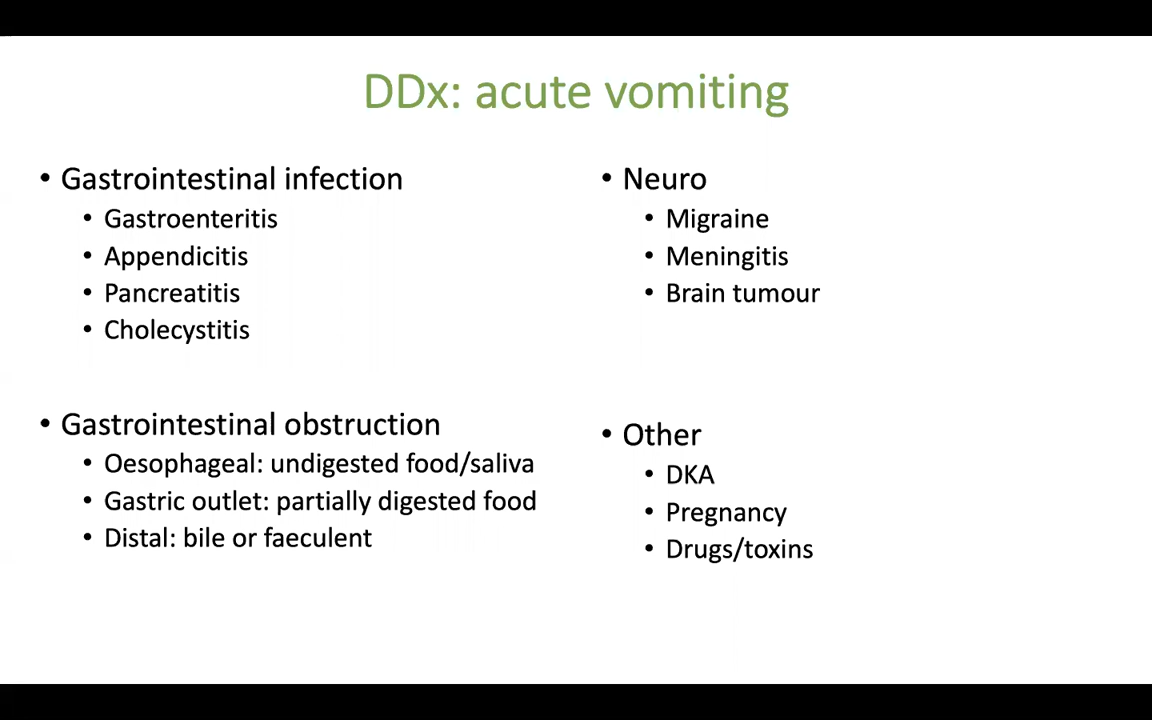 DDx: acute vomiting
• Gastrointestinal infection
• Gastroenteritis
• Appendicitis
• Pancreatitis
• Cholecystitis
• Gastrointestinal obstruction
• Oesophageal: undigested food/saliva
• Gastric outlet: partially digested food
• Distal: bile or faeculent
• Neuro
• Migraine
• Meningitis
• Brain tumour
• Other
• DKA
• Pregnancy
• Drugs/toxins